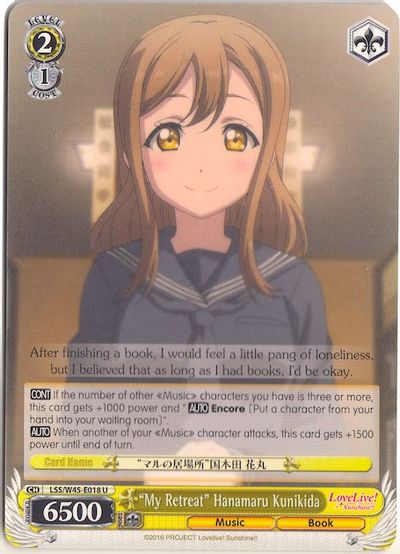 LEVEL
2
1
COST
After finishing a book, I would feel a little pang of loneliness,
but I believed that as long as I had books, I'd be okay.
CONT If the number of other ≪Music≫ characters you have is three or more,
this card gets +1000 power and "AUTO Encore [Put a character from your
hand into your waiting room]".
AUTO When another of your ≪Music≫ character attacks, this card gets +1500
power until end of turn.
Card Name
"マルの居場所"国木田 花丸
CH LSS/W45-E018 U
"My Retreat" Hanamaru Kunikida
LoveLive!
Sunshine!!
6500
Music
Book
©2016 PROJECT Lovelive! Sunshine!!